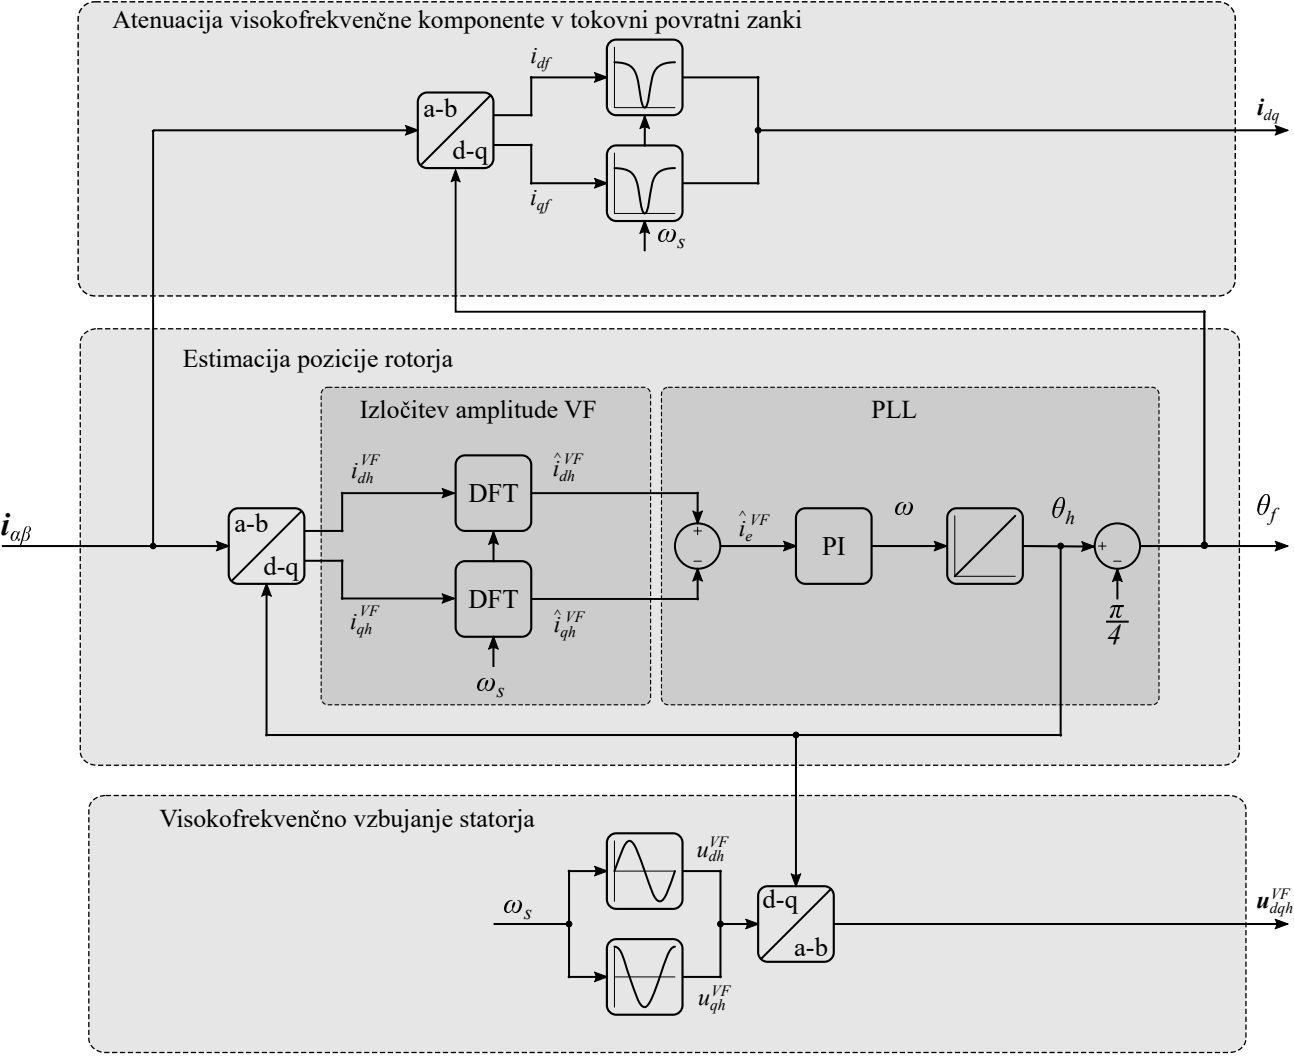 Atenuacija visokofrekvenčne komponente v tokovni povratni zanki
i_df
a-b
d-q
i_dq
i_qf
ω_s
Estimacija pozicije rotorja
Izločitev amplitude VF
PLL
i_dh^VF
DFT
î_dh^VF
i_αβ
a-b
d-q
+
−
î_e^VF
PI
ω
θ_h
+
−
θ_f
π/4
i_qh^VF
DFT
î_qh^VF
ω_s
Visokofrekvenčno vzbujanje statorja
u_dh^VF
ω_s
d-q
a-b
u_dqh^VF
u_qh^VF